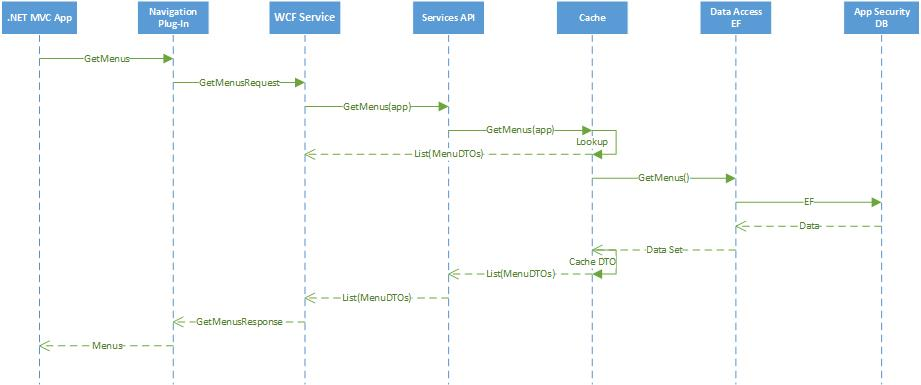 .NET MVC App
Navigation
Plug-In
WCF Service
Services API
Cache
Data Access
EF
App Security
DB
GetMenus
GetMenusRequest
GetMenus(app)
GetMenus(app)
Lookup
List(MenuDTOs)
GetMenus()
EF
Data
Data Set
Cache DTO
List(MenuDTOs)
List(MenuDTOs)
GetMenusResponse
Menus